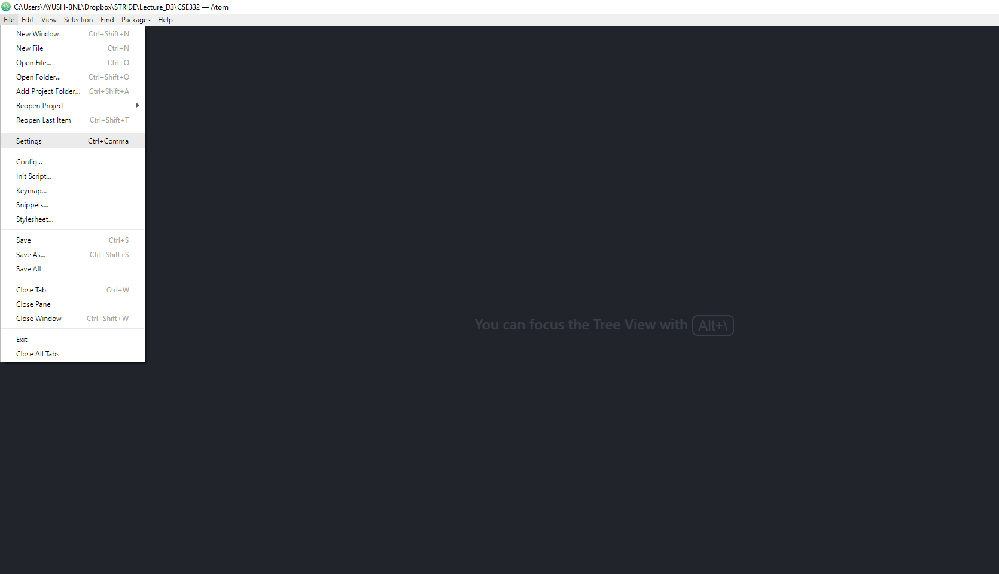 C:\Users\AYUSH-BNL\Dropbox\STRIDE\Lecture_D3\CSE332 — Atom
File Edit View Selection Find Packages Help
New Window Ctrl+Shift+N
New File Ctrl+N
Open File... Ctrl+O
Open Folder... Ctrl+Shift+O
Add Project Folder... Ctrl+Shift+A
Reopen Project
Reopen Last Item Ctrl+Shift+T
Settings Ctrl+Comma
Config...
Init Script...
Keymap...
Snippets...
Stylesheet...
Save Ctrl+S
Save As... Ctrl+Shift+S
Save All
Close Tab Ctrl+W
Close Pane
Close Window Ctrl+Shift+W
Exit
Close All Tabs
You can focus the Tree View with Alt+\